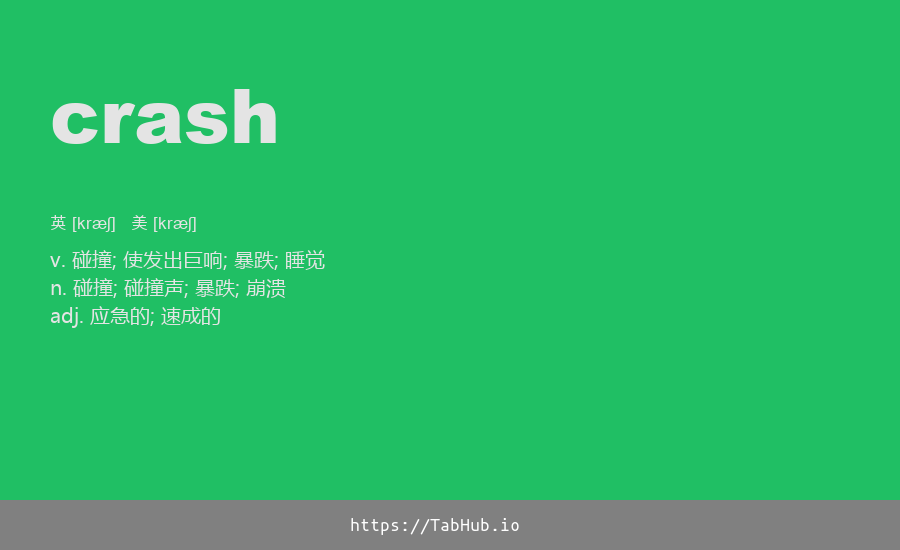 crash
英 [kræʃ] 美 [kræʃ]
v. 碰撞; 使发出巨响; 暴跌; 睡觉
n. 碰撞; 碰撞声; 暴跌; 崩溃
adj. 应急的; 速成的
https://TabHub.io